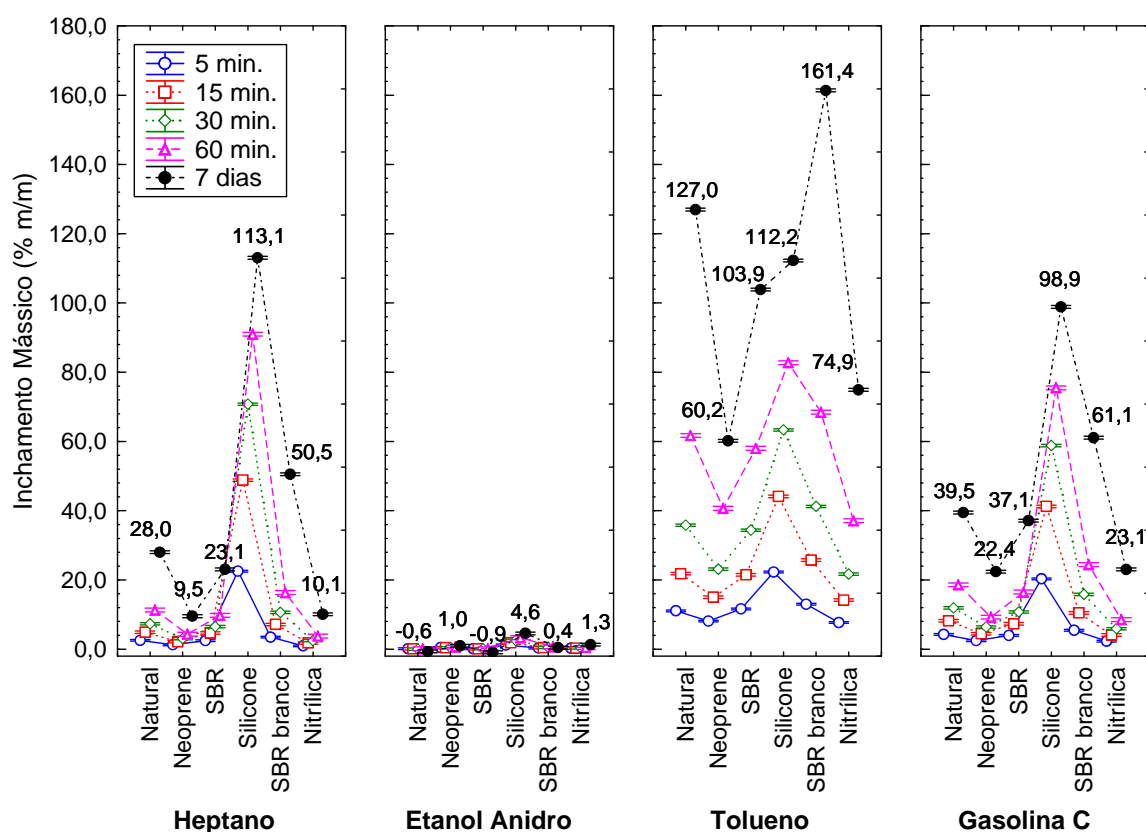 Inchamento Mássico (% m/m)
180,0
160,0
140,0
120,0
100,0
80,0
60,0
40,0
20,0
0,0
5 min.
15 min.
30 min.
60 min.
7 dias
28,0
9,5
23,1
113,1
50,5
10,1
Natural
Neoprene
SBR
Silicone
SBR branco
Nitrílica
Heptano
-0,6
1,0
-0,9
4,6
0,4
1,3
Natural
Neoprene
SBR
Silicone
SBR branco
Nitrílica
Etanol Anidro
127,0
60,2
103,9
112,2
161,4
74,9
Natural
Neoprene
SBR
Silicone
SBR branco
Nitrílica
Tolueno
39,5
22,4
37,1
98,9
61,1
23,1
Natural
Neoprene
SBR
Silicone
SBR branco
Nitrílica
Gasolina C